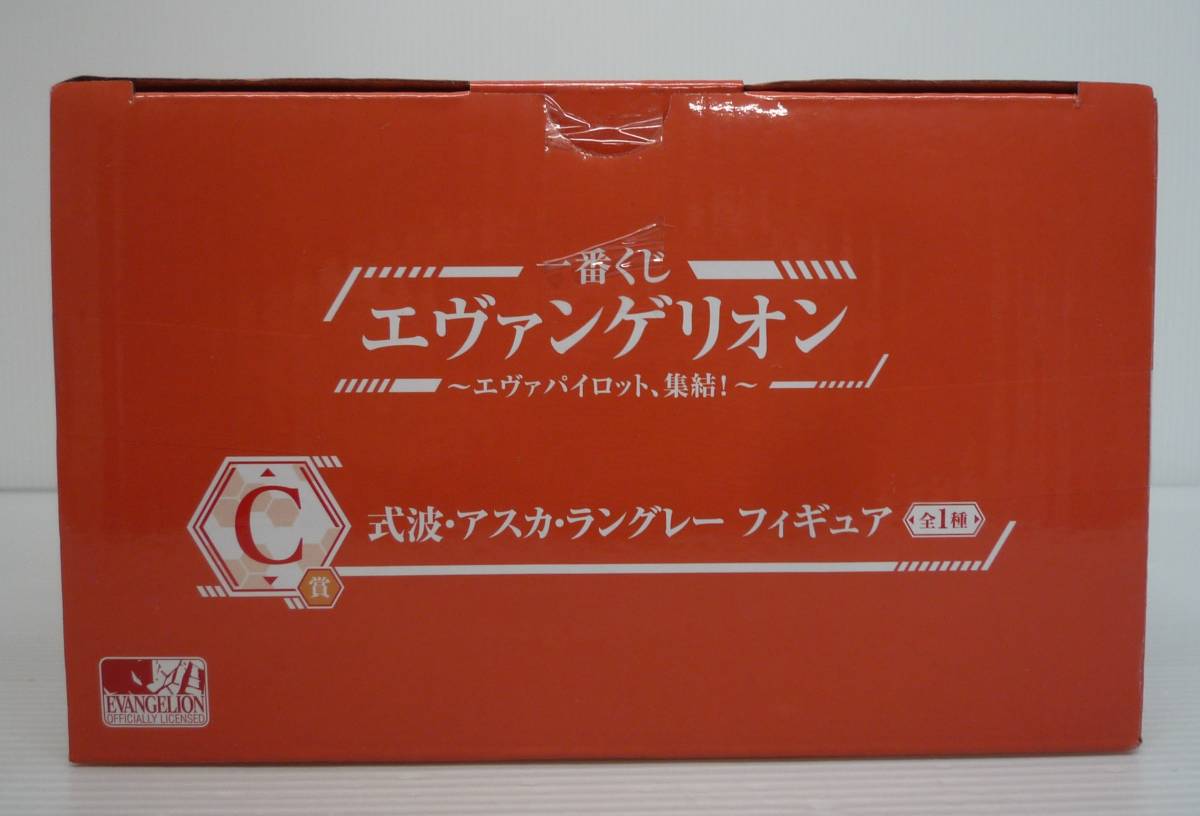 一番くじ
エヴァンゲリオン
～エヴァパイロット、集結！～
C賞
式波・アスカ・ラングレー フィギュア
全1種
EVANGELION
OFFICIALLY LICENSED